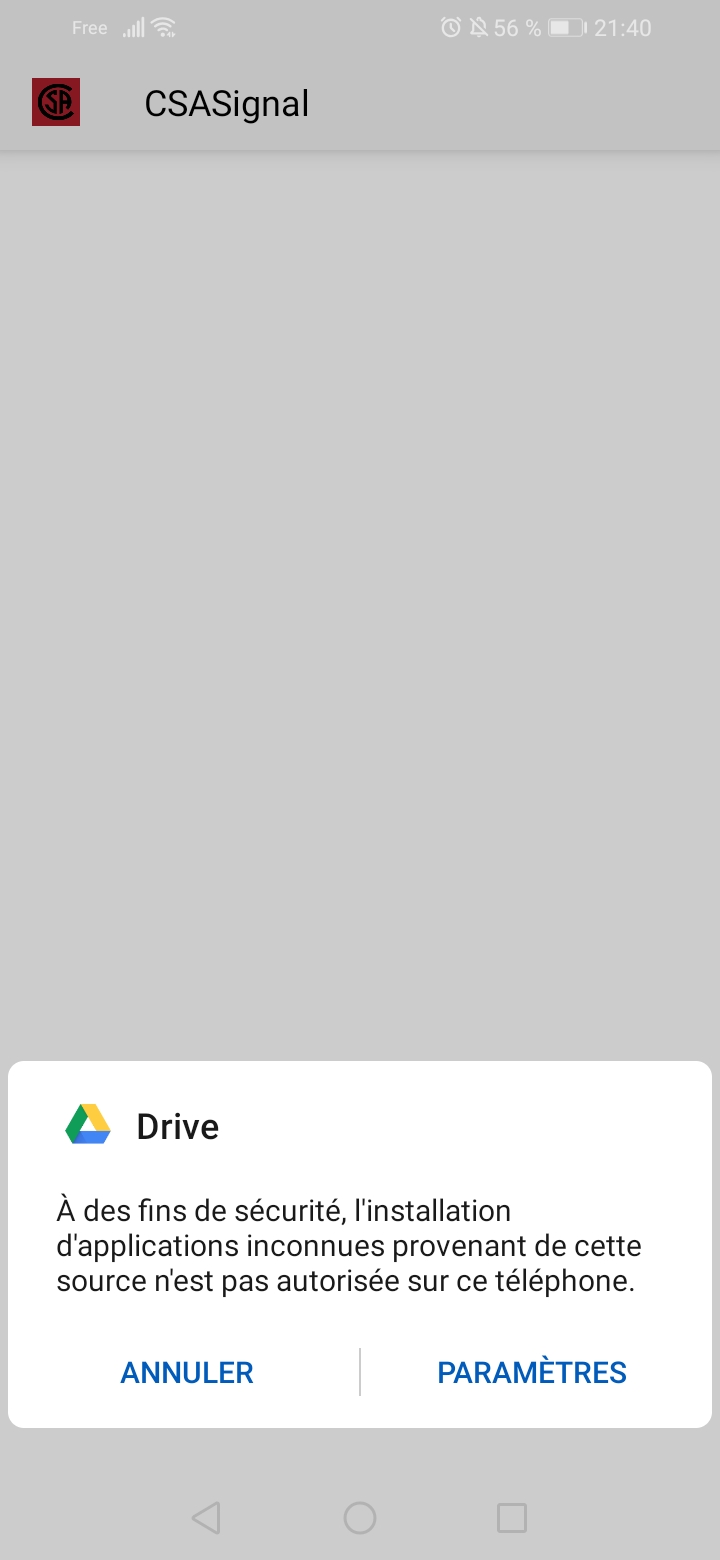 Free 56 % 21:40
CSA CSASignal
Drive
À des fins de sécurité, l'installation
d'applications inconnues provenant de cette
source n'est pas autorisée sur ce téléphone.
ANNULER PARAMÈTRES